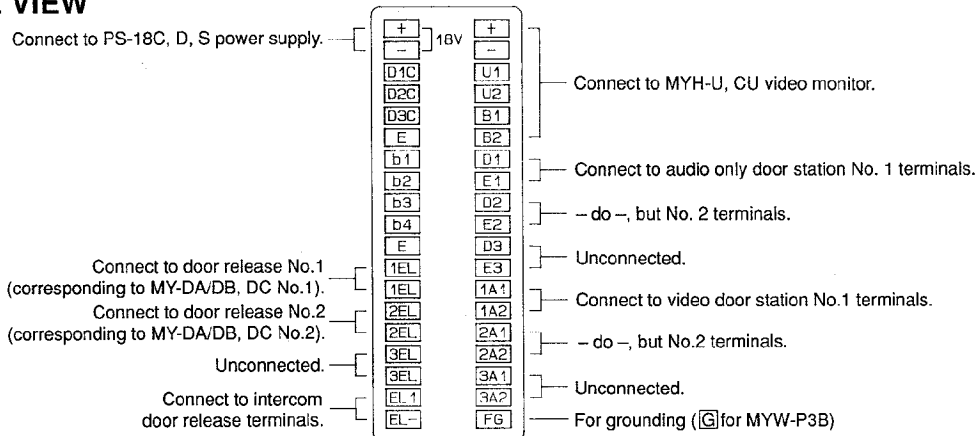 VIEW
Connect to PS-18C, D, S power supply.
+
-
18V
D1C
D2C
D3C
E
b1
b2
b3
b4
E
1EL
1EL
2EL
2EL
3EL
3EL
EL1
EL-
Connect to door release No.1
(corresponding to MY-DA/DB, DC No.1).
Connect to door release No.2
(corresponding to MY-DA/DB, DC No.2).
Unconnected.
Connect to intercom
door release terminals.
+
-
U1
U2
B1
B2
D1
E1
D2
E2
D3
E3
1A1
1A2
2A1
2A2
3A1
3A2
FG
Connect to MYH-U, CU video monitor.
Connect to audio only door station No. 1 terminals.
– do –, but No. 2 terminals.
Unconnected.
Connect to video door station No.1 terminals.
– do –, but No.2 terminals.
Unconnected.
For grounding (G for MYW-P3B)